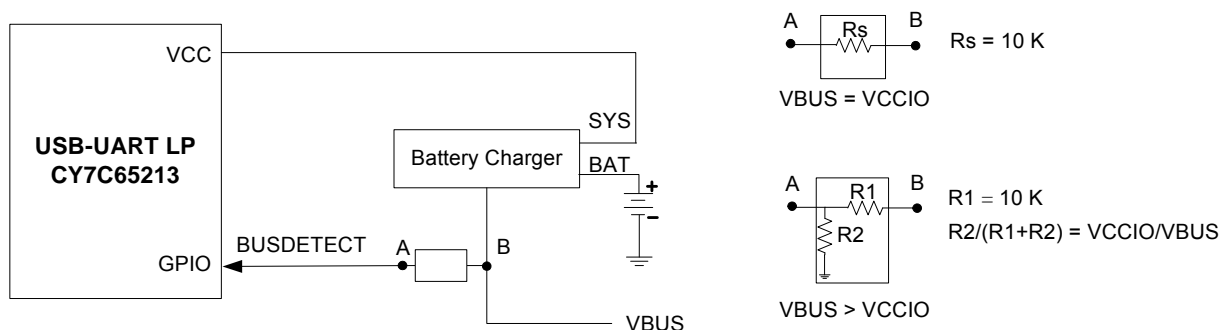 VCC
USB-UART LP
CY7C65213
GPIO
BUSDETECT
A
B
Battery Charger
SYS
BAT
+
-
VBUS
A
B
Rs
Rs = 10 K
VBUS = VCCIO
A
B
R1
R2
R1 = 10 K
R2/(R1+R2) = VCCIO/VBUS
VBUS > VCCIO